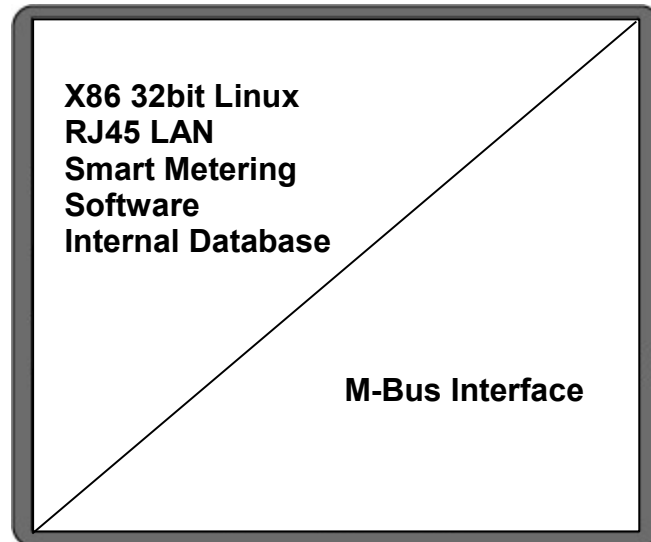 X86 32bit Linux
RJ45 LAN
Smart Metering
Software
Internal Database
M-Bus Interface